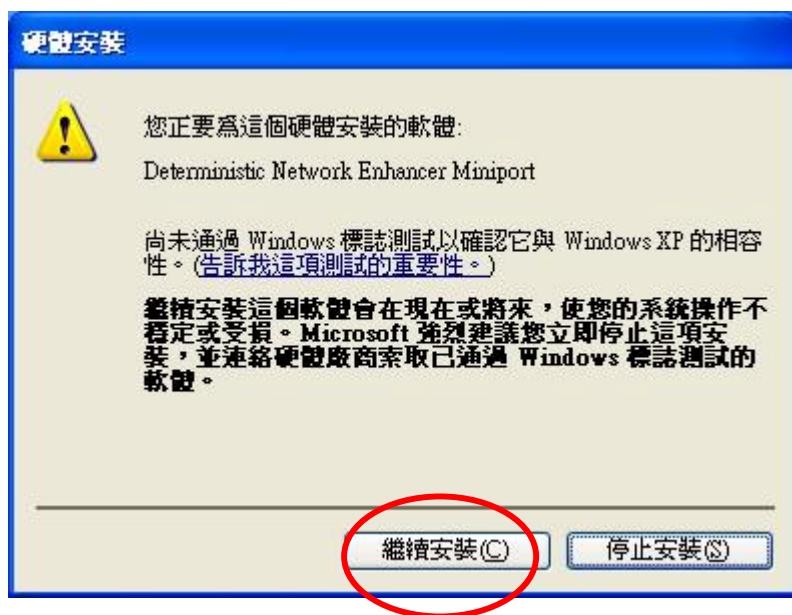 硬體安裝
您正要為這個硬體安裝的軟體:
Deterministic Network Enhancer Miniport
尚未通過 Windows 標誌測試以確認它與 Windows XP 的相容
性。(告訴我這項測試的重要性。)
繼續安裝這個軟體會在現在或將來，使您的系統操作不
穩定或受損。Microsoft 強烈建議您立即停止這項安
裝，並連絡硬體廠商索取已通過 Windows 標誌測試的
軟體。
繼續安裝(C)
停止安裝(S)